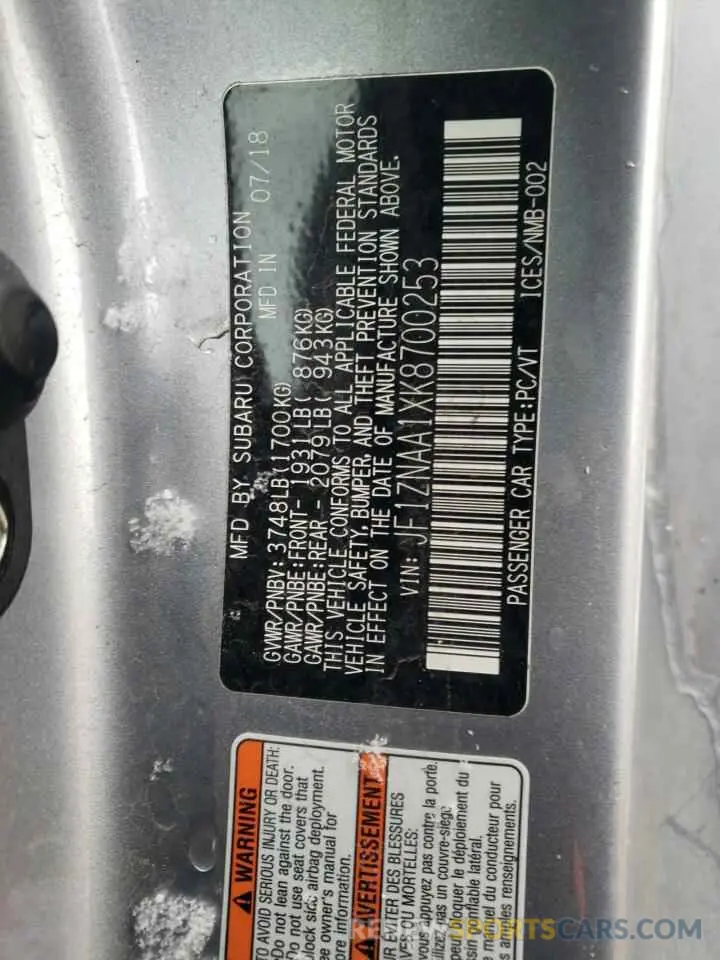 MFD BY SUBARU CORPORATION
MFD IN 07/18
GVWR/PNBV: 3748LB(1700KG)
GAWR/PNBE:FRONT- 1931LB( 876KG)
GAWR/PNBE:REAR - 2079LB( 943KG)
THIS VEHICLE CONFORMS TO ALL APPLICABLE FEDERAL MOTOR
VEHICLE SAFETY, BUMPER, AND THEFT PREVENTION STANDARDS
IN EFFECT ON THE DATE OF MANUFACTURE SHOWN ABOVE.
VIN: JF1ZNAA1XK8700253
PASSENGER CAR TYPE:PC/VT ICES/NMB-002
WARNING
TO AVOID SERIOUS INJURY OR DEATH:
Do not lean against the door.
Do not use seat covers that
block side airbag deployment.
See owner's manual for
more information.
AVERTISSEMENT
DES BLESSURES
OU MORTELLES:
vous appuyez pas contre la porte.
utilizez pas un couvre-siège
bloquer le déploiement du
latéral.
le manuel du conducteur pour
renseignements.
REVIEWSPORTSCARS.COM